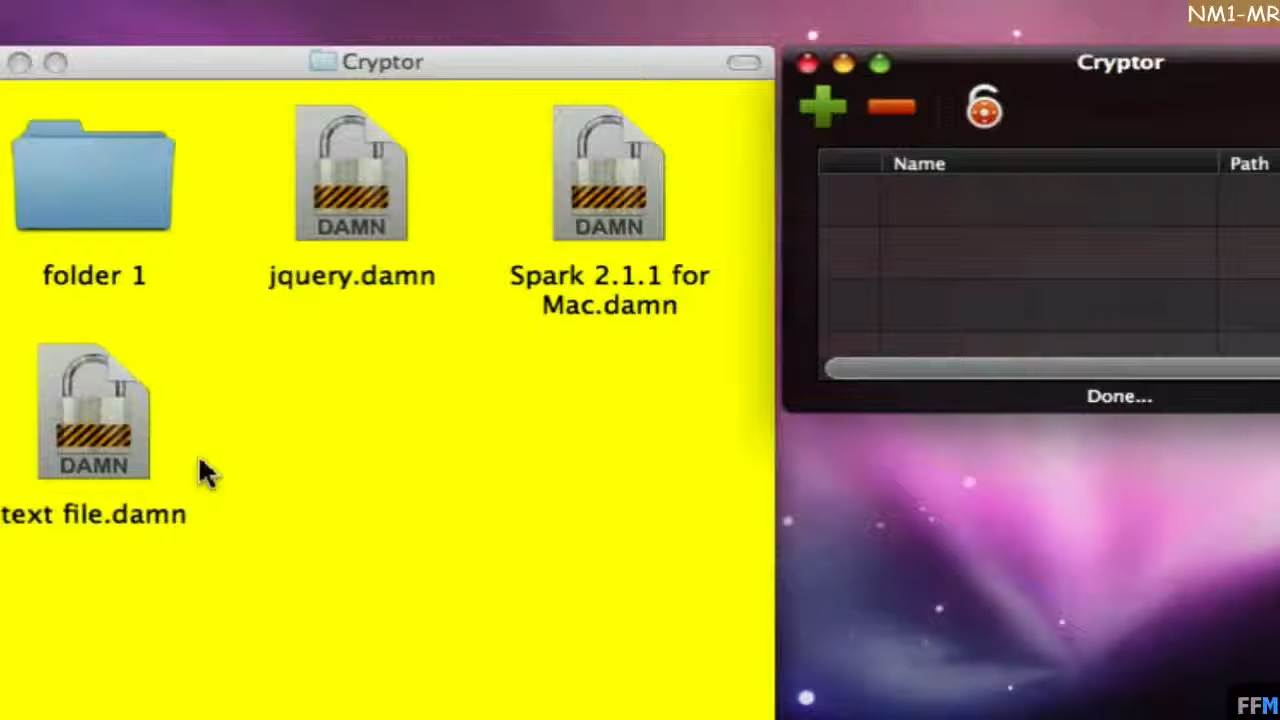 NM1-MR
Cryptor
Cryptor
Name
Path
DAMN
DAMN
folder 1
jquery.damn
Spark 2.1.1 for
Mac.damn
Done...
DAMN
text file.damn
FFM